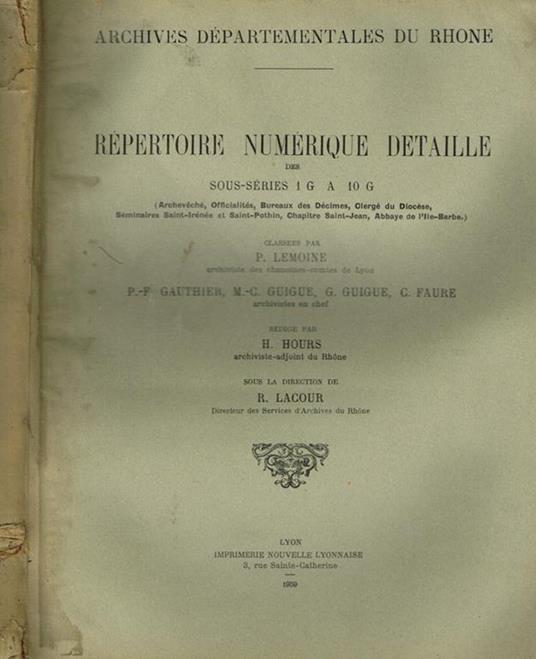 ARCHIVES DÉPARTEMENTALES DU RHONE
RÉPERTOIRE NUMÉRIQUE DETAILLE
DES
SOUS-SÉRIES 1 G A 10 G
(Archevêché, Officialités, Bureaux des Décimes, Clergé du Diocèse,
Séminaires Saint-Irénée et Saint-Pothin, Chapitre Saint-Jean, Abbaye de l'Ile-Barbe.)
CLASSEES PAR
P. LEMOINE
archiviste des chanoines-comtes de Lyon
P.-F. GAUTHIER, M.-C. GUIGUE, G. GUIGUE, C. FAURE
archivistes en chef
REDIGE PAR
H. HOURS
archiviste-adjoint du Rhône
SOUS LA DIRECTION DE
R. LACOUR
Directeur des Services d'Archives du Rhône
LYON
IMPRIMERIE NOUVELLE LYONNAISE
3, rue Sainte-Catherine
1959